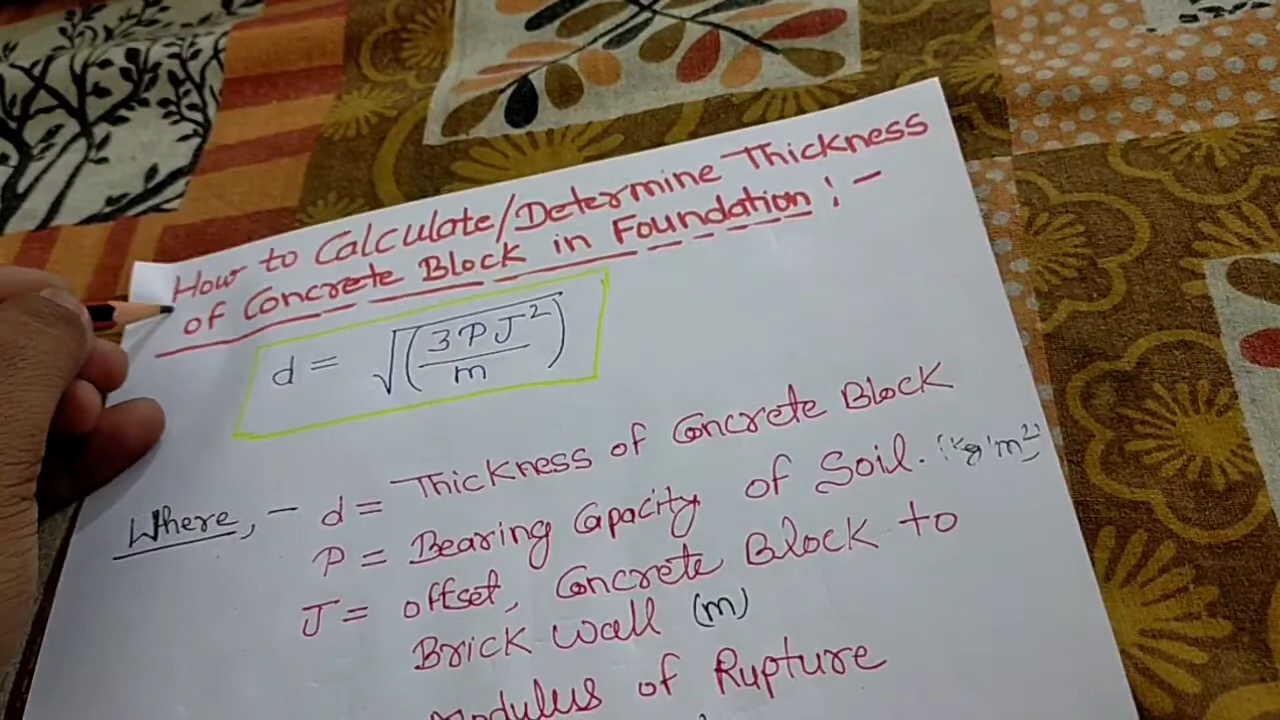 How to Calculate/Determine Thickness
of Concrete Block in Foundation :-
d = √(3PJ²/m)
Where, - d = Thickness of Concrete Block
P = Bearing Capacity of Soil. (kg/m²)
J = offset, Concrete Block to
Brick wall (m)
Modulus of Rupture